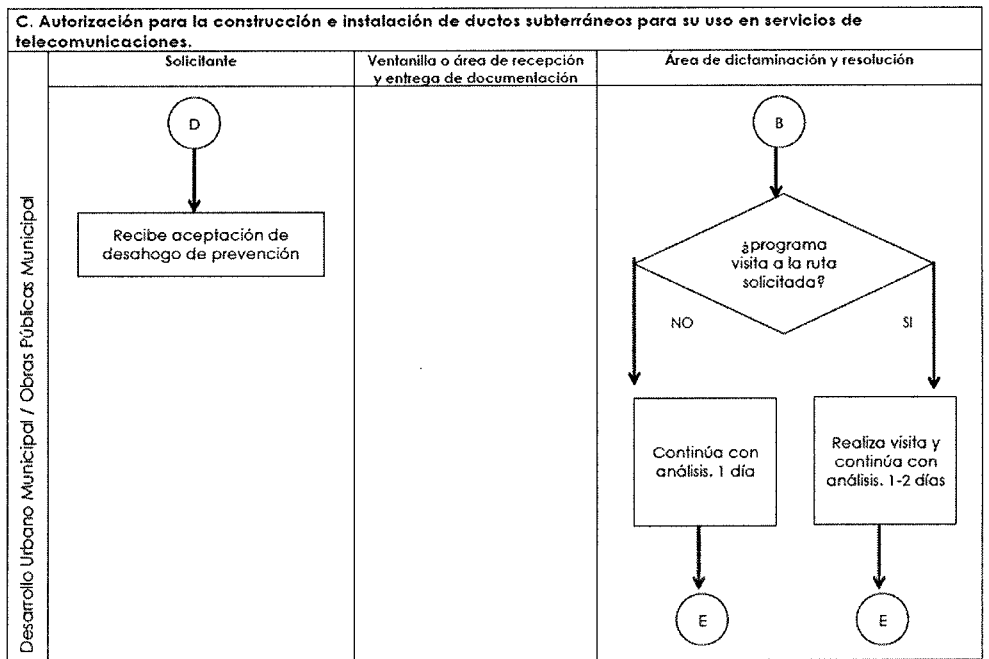 C. Autorización para la construcción e instalación de ductos subterráneos para su uso en servicios de
telecomunicaciones.
Solicitante
Ventanilla o área de recepción
y entrega de documentación
Área de dictaminación y resolución
Desarrollo Urbano Municipal / Obras Públicas Municipal
D
Recibe aceptación de
desahogo de prevención
B
¿programa
visita a la ruta
solicitada?
NO
SI
Continúa con
análisis. 1 día
Realiza visita y
continúa con
análisis. 1-2 días
E
E